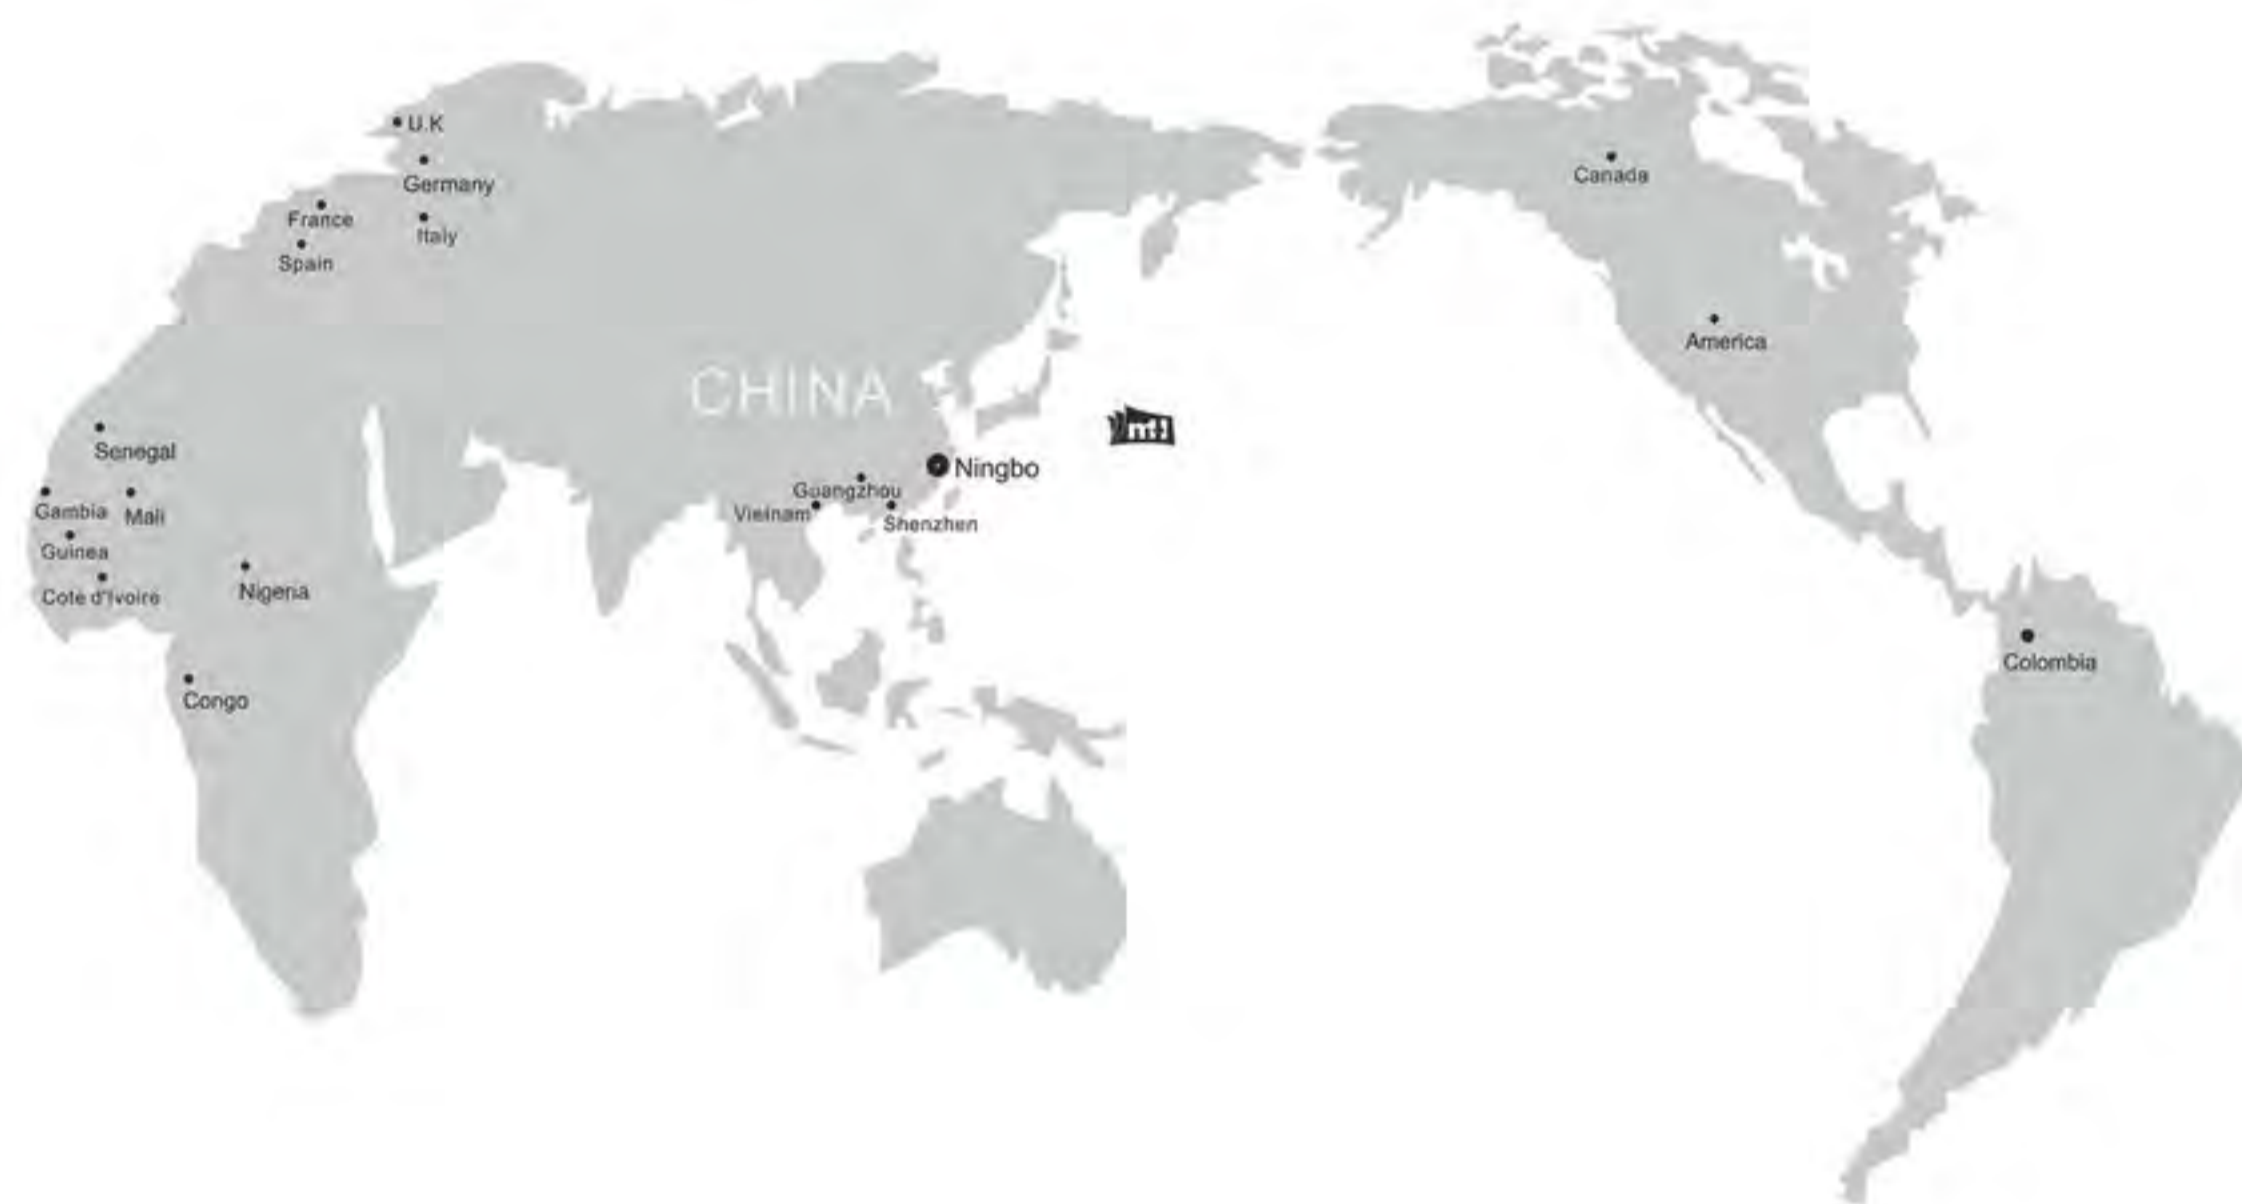 U.K
Germany
France
Italy
Spain
Canada
America
CHINA
Senegal
Ningbo
Guangzhou
Gambia
Mali
Vietnam
Shenzhen
Guinea
Cote d'Ivoire
Nigeria
Colombia
Congo